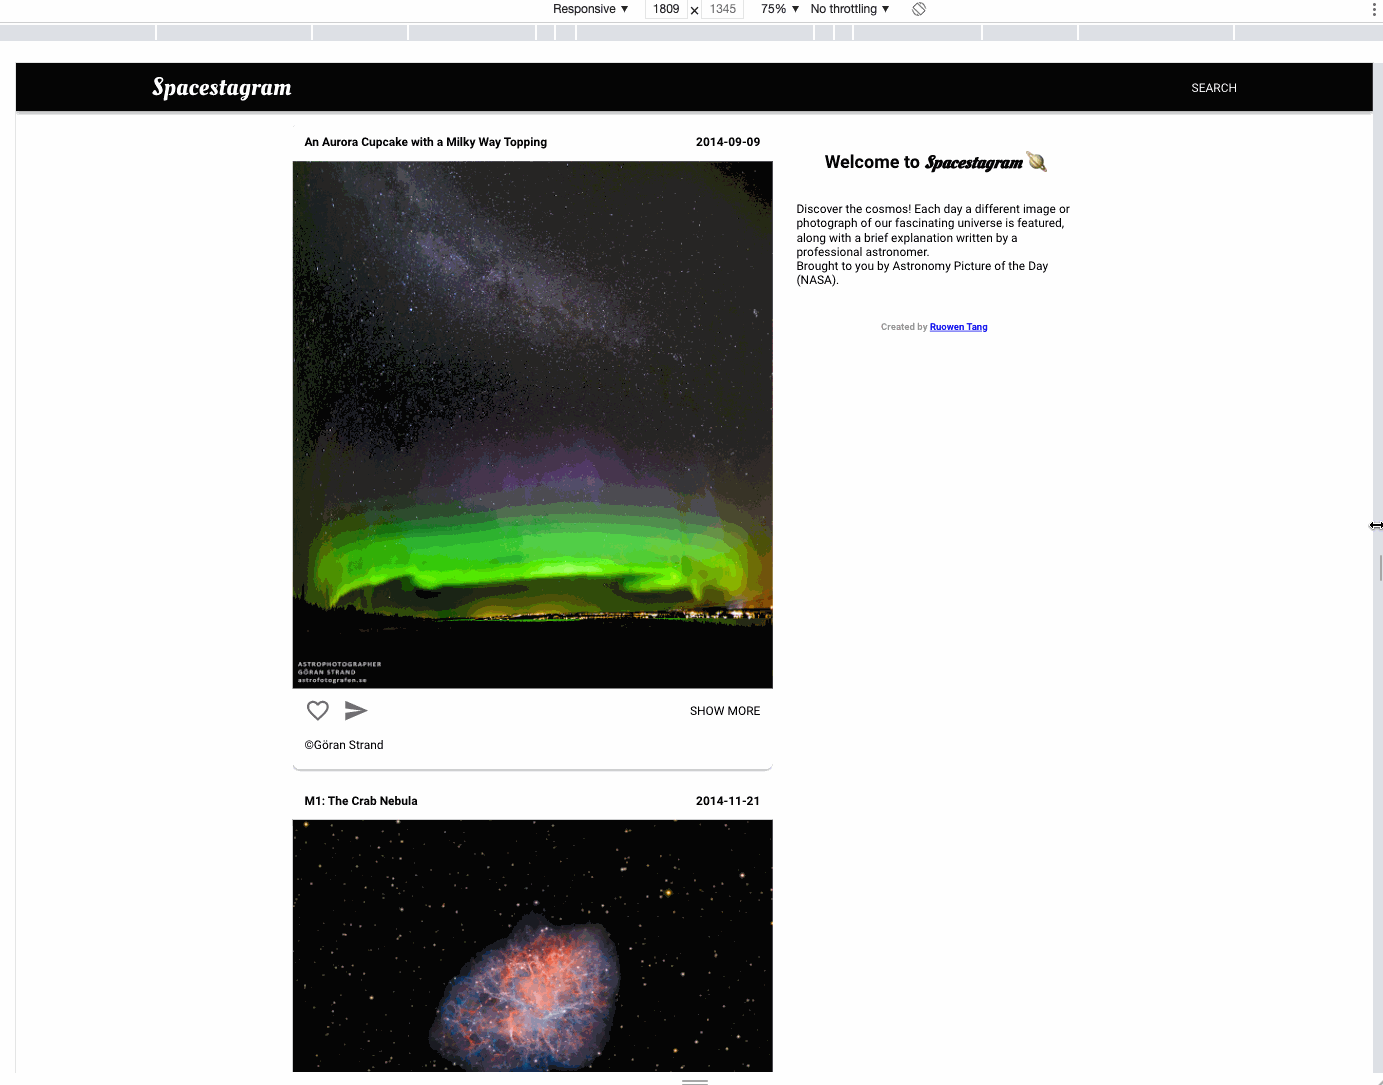 Responsive ▼ 1809 × 1345 75% ▼ No throttling ▼
Spacestagram
SEARCH
An Aurora Cupcake with a Milky Way Topping 2014-09-09
ASTROPHOTOGRAPHER
GÖRAN STRAND
astrofotografen.se
SHOW MORE
©Göran Strand
M1: The Crab Nebula 2014-11-21
Welcome to Spacestagram 🪐
Discover the cosmos! Each day a different image or
photograph of our fascinating universe is featured,
along with a brief explanation written by a
professional astronomer.
Brought to you by Astronomy Picture of the Day
(NASA).
Created by Ruowen Tang